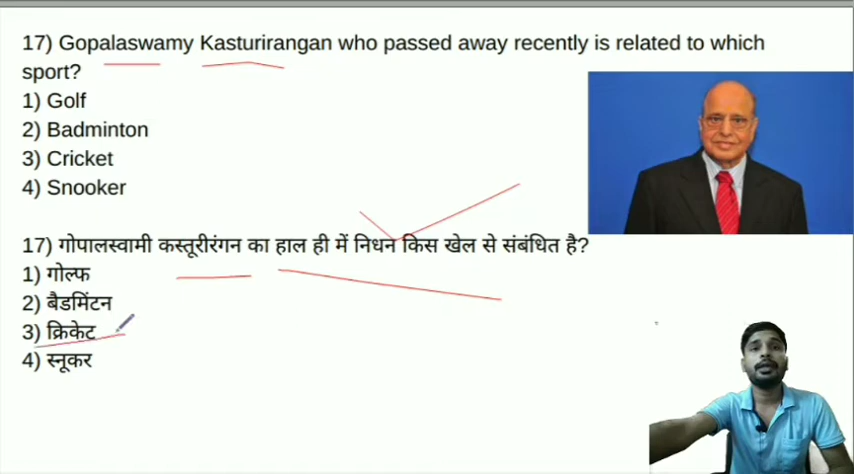 17) Gopalaswamy Kasturirangan who passed away recently is related to which
sport?
1) Golf
2) Badminton
3) Cricket
4) Snooker
17) गोपालस्वामी कस्तूरीरंगन का हाल ही में निधन किस खेल से संबंधित है?
1) गोल्फ
2) बैडमिंटन
3) क्रिकेट
4) स्नूकर